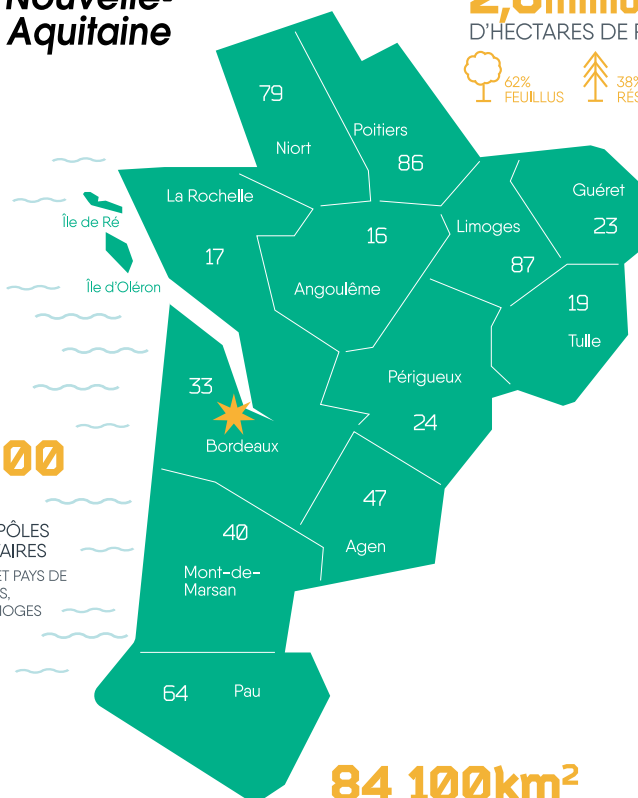 Nouvelle-
Aquitaine
D'HECTARES DE
62%
FEUILLUS
38%
79
Niort
Poitiers
86
La Rochelle
Île de Ré
17
Île d'Oléron
16
Angoulême
Limoges
87
Guéret
23
19
Tulle
Périgueux
24
33
Bordeaux
47
Agen
40
Mont-de-
Marsan
64
Pau
00
PÔLES
ET PAYS DE
84 100km²